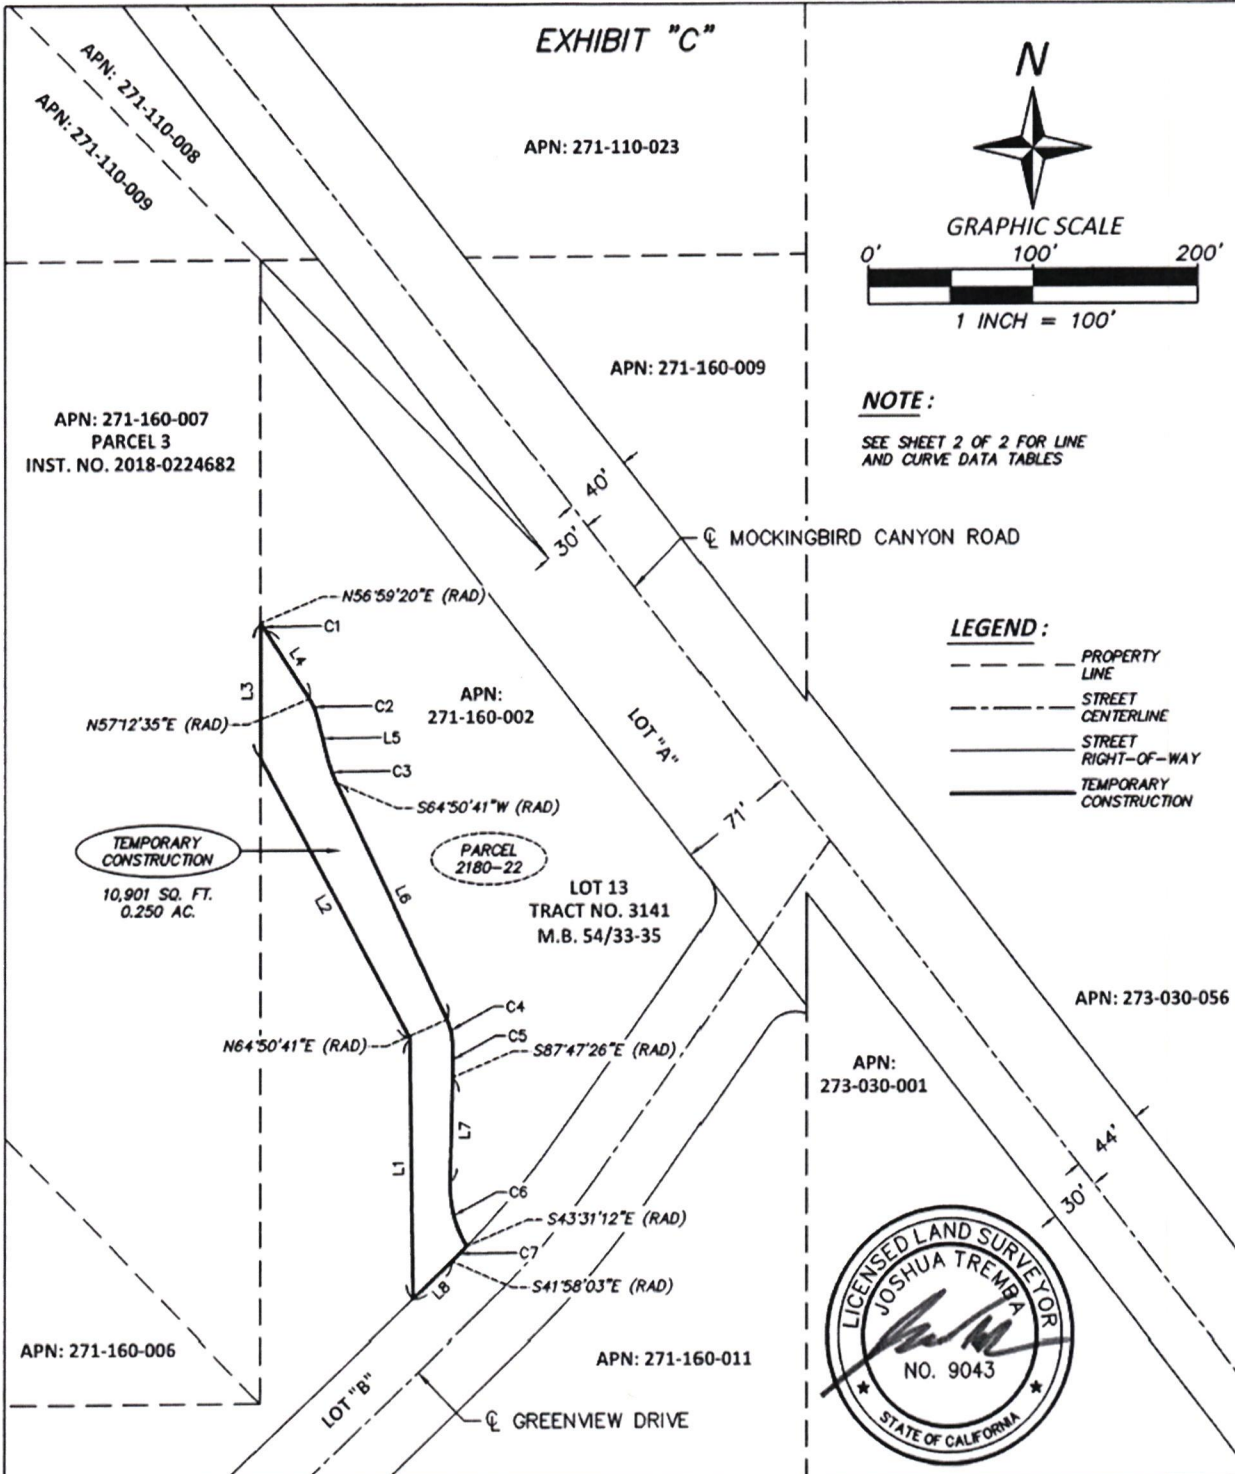 EXHIBIT "C"
APN: 271-110-008
APN: 271-110-009
APN: 271-110-023
N
GRAPHIC SCALE
0' 100' 200'
1 INCH = 100'
APN: 271-160-009
NOTE:
SEE SHEET 2 OF 2 FOR LINE
AND CURVE DATA TABLES
APN: 271-160-007
PARCEL 3
INST. NO. 2018-0224682
40'
30'
℄ MOCKINGBIRD CANYON ROAD
N56°59'20"E (RAD)
C1
L4
L3
LEGEND:
PROPERTY
LINE
STREET
CENTERLINE
STREET
RIGHT-OF-WAY
TEMPORARY
CONSTRUCTION
APN:
271-160-002
N57°12'35"E (RAD)
C2
L5
C3
S64°50'41"W (RAD)
LOT "A"
71'
TEMPORARY
CONSTRUCTION
10,901 SQ. FT.
0.250 AC.
PARCEL
2180-22
L2
L6
LOT 13
TRACT NO. 3141
M.B. 54/33-35
APN: 273-030-056
C4
C5
N64°50'41"E (RAD)
S87°47'26"E (RAD)
APN:
273-030-001
L1
L7
44'
30'
C6
S43°31'12"E (RAD)
C7
S41°58'03"E (RAD)
L8
APN: 271-160-006
APN: 271-160-011
LOT "B"
℄ GREENVIEW DRIVE
LICENSED LAND SURVEYOR
JOSHUA TREMBA
NO. 9043
STATE OF CALIFORNIA